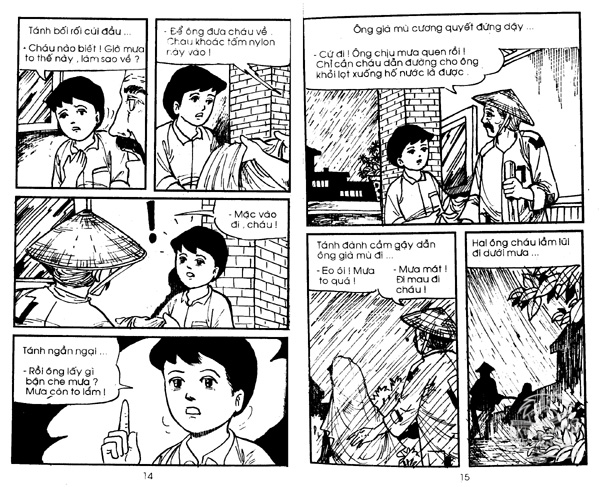 Tánh bối rối cúi đầu ...
- Cháu nào biết ! Giờ mưa
to thế này , làm sao về ?
- Để ông đưa cháu về .
Cháu khoác tấm nylon
này vào !
- Mặc vào
đi , cháu !
!
Tánh ngần ngại ...
- Rồi ông lấy gì
bận che mưa ?
Mưa còn to lắm !
14
Ông già mù cương quyết đứng dậy ...
- Cứ đi ! Ông chịu mưa quen rồi !
Chỉ cần cháu dẫn đường cho ông
khỏi lọt xuống hố nước là được .
Tánh đành cầm gậy dẫn
ông già mù đi ...
- Eo ôi ! Mưa
to quá !
- Mưa mát !
Đi mau đi
cháu !
Hai ông cháu lầm lũi
đi dưới mưa ...
15